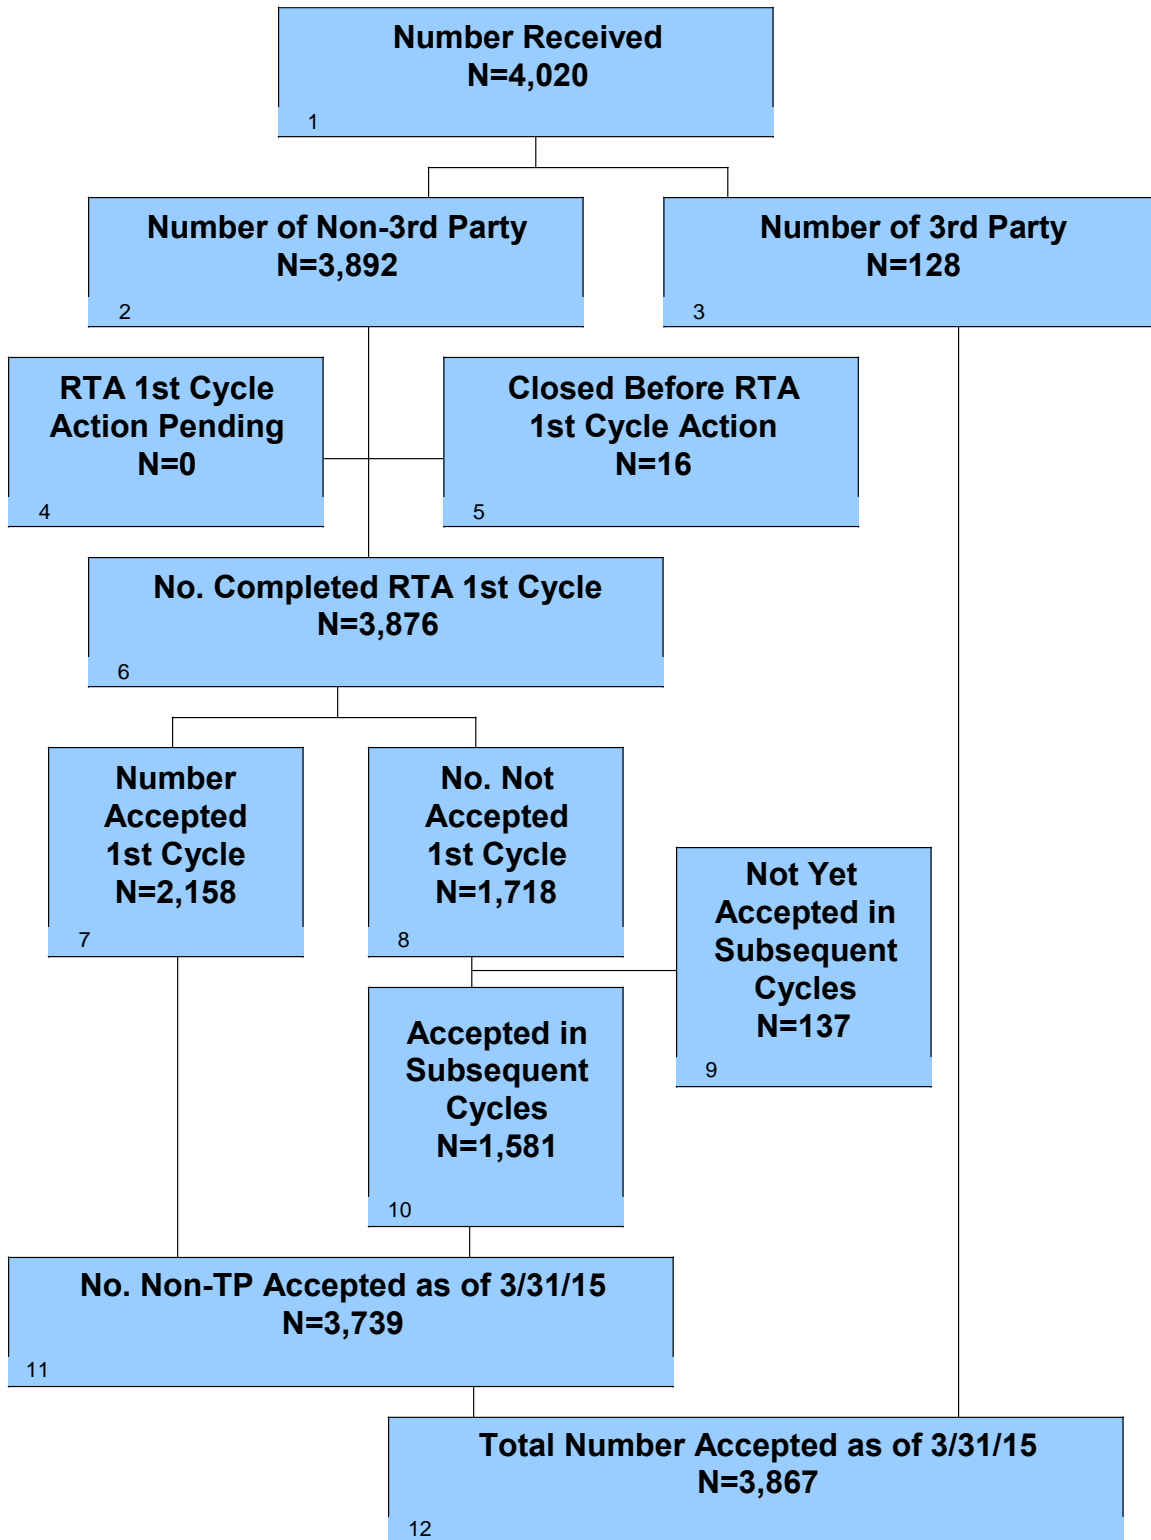 Number Received
N=4,020
1
Number of Non-3rd Party
N=3,892
2
Number of 3rd Party
N=128
3
RTA 1st Cycle
Action Pending
N=0
4
Closed Before RTA
1st Cycle Action
N=16
5
No. Completed RTA 1st Cycle
N=3,876
6
Number
Accepted
1st Cycle
N=2,158
7
No. Not
Accepted
1st Cycle
N=1,718
8
Not Yet
Accepted in
Subsequent
Cycles
N=137
9
Accepted in
Subsequent
Cycles
N=1,581
10
No. Non-TP Accepted as of 3/31/15
N=3,739
11
Total Number Accepted as of 3/31/15
N=3,867
12